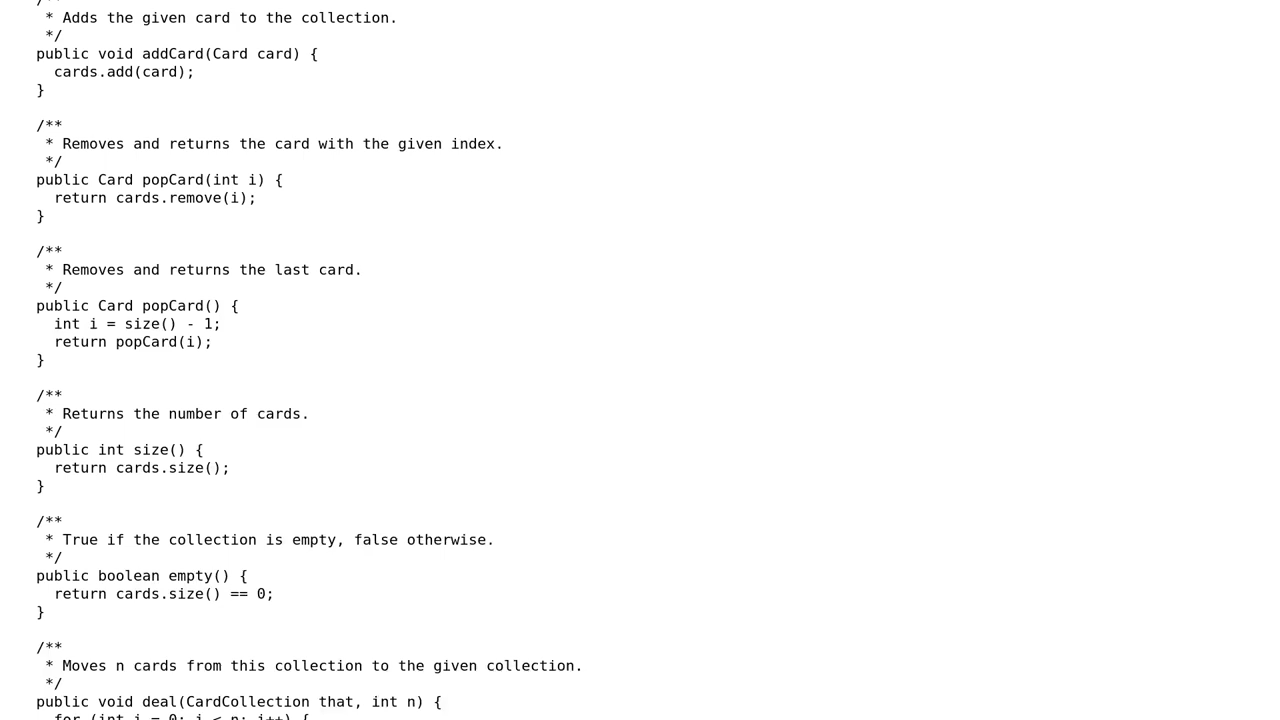 /**
 * Adds the given card to the collection.
 */
public void addCard(Card card) {
  cards.add(card);
}

/**
 * Removes and returns the card with the given index.
 */
public Card popCard(int i) {
  return cards.remove(i);
}

/**
 * Removes and returns the last card.
 */
public Card popCard() {
  int i = size() - 1;
  return popCard(i);
}

/**
 * Returns the number of cards.
 */
public int size() {
  return cards.size();
}

/**
 * True if the collection is empty, false otherwise.
 */
public boolean empty() {
  return cards.size() == 0;
}

/**
 * Moves n cards from this collection to the given collection.
 */
public void deal(CardCollection that, int n) {
  for (int i = 0; i < n; i++) {